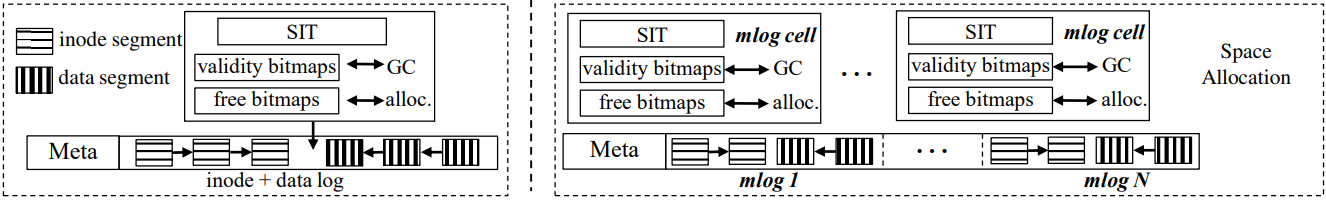 inode segment
data segment
SIT
validity bitmaps
GC
free bitmaps
alloc.
Meta
inode + data log
SIT
mlog cell
validity bitmaps
GC
free bitmaps
alloc.
...
SIT
mlog cell
validity bitmaps
GC
free bitmaps
alloc.
Space
Allocation
Meta
...
mlog 1
mlog N